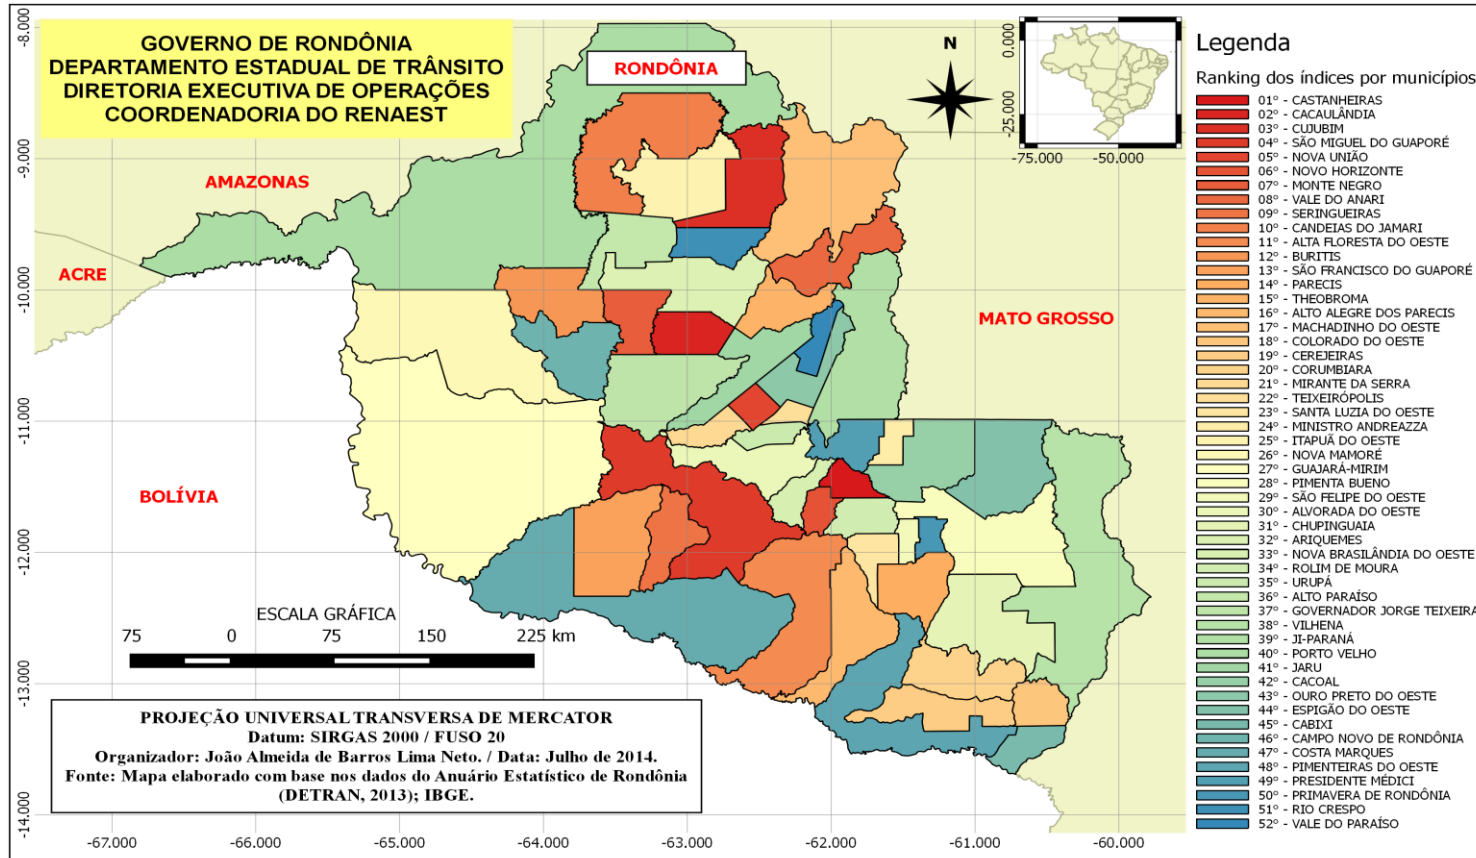 GOVERNO DE RONDÔNIA
DEPARTAMENTO ESTADUAL DE TRÂNSITO
DIRETORIA EXECUTIVA DE OPERAÇÕES
COORDENADORIA DO RENAEST
RONDÔNIA
N
0.000
-25.000
-75.000
-50.000
AMAZONAS
ACRE
BOLÍVIA
MATO GROSSO
-8.000
-9.000
-10.000
-11.000
-12.000
-13.000
-14.000
ESCALA GRÁFICA
75 0 75 150 225 km
PROJEÇÃO UNIVERSAL TRANSVERSA DE MERCATOR
Datum: SIRGAS 2000 / FUSO 20
Organizador: João Almeida de Barros Lima Neto. / Data: Julho de 2014.
Fonte: Mapa elaborado com base nos dados do Anuário Estatístico de Rondônia
(DETRAN, 2013); IBGE.
-67.000 -66.000 -65.000 -64.000 -63.000 -62.000 -61.000 -60.000
Legenda
Ranking dos índices por municípios
01° - CASTANHEIRAS
02° - CACAULÂNDIA
03° - CUJUBIM
04° - SÃO MIGUEL DO GUAPORÉ
05° - NOVA UNIÃO
06° - NOVO HORIZONTE
07° - MONTE NEGRO
08° - VALE DO ANARI
09° - SERINGUEIRAS
10° - CANDEIAS DO JAMARI
11° - ALTA FLORESTA DO OESTE
12° - BURITIS
13° - SÃO FRANCISCO DO GUAPORÉ
14° - PARECIS
15° - THEOBROMA
16° - ALTO ALEGRE DOS PARECIS
17° - MACHADINHO DO OESTE
18° - COLORADO DO OESTE
19° - CEREJEIRAS
20° - CORUMBIARA
21° - MIRANTE DA SERRA
22° - TEIXEIRÓPOLIS
23° - SANTA LUZIA DO OESTE
24° - MINISTRO ANDREAZZA
25° - ITAPUÃ DO OESTE
26° - NOVA MAMORÉ
27° - GUAJARÁ-MIRIM
28° - PIMENTA BUENO
29° - SÃO FELIPE DO OESTE
30° - ALVORADA DO OESTE
31° - CHUPINGUAIA
32° - ARIQUEMES
33° - NOVA BRASILÂNDIA DO OESTE
34° - ROLIM DE MOURA
35° - URUPÁ
36° - ALTO PARAÍSO
37° - GOVERNADOR JORGE TEIXEIRA
38° - VILHENA
39° - JI-PARANÁ
40° - PORTO VELHO
41° - JARU
42° - CACOAL
43° - OURO PRETO DO OESTE
44° - ESPIGÃO DO OESTE
45° - CABIXI
46° - CAMPO NOVO DE RONDÔNIA
47° - COSTA MARQUES
48° - PIMENTEIRAS DO OESTE
49° - PRESIDENTE MÉDICI
50° - PRIMAVERA DE RONDÔNIA
51° - RIO CRESPO
52° - VALE DO PARAÍSO